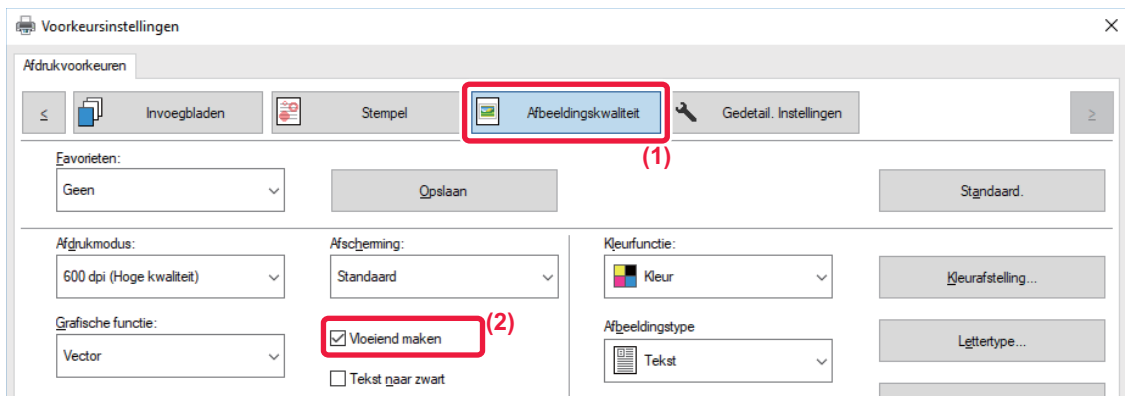 Voorkeursinstellingen
Afdrukvoorkeuren
< Invoegbladen Stempel Afbeeldingskwaliteit Gedetail. Instellingen >
(1)
Favorieten:
Geen Opslaan Standaard.
Afdrukmodus: Afscherming: Kleurfunctie:
600 dpi (Hoge kwaliteit) Standaard Kleur Kleurafstelling...
Grafische functie: (2) Afbeeldingstype
Vector Vloeiend maken Tekst Lettertype...
Tekst naar zwart